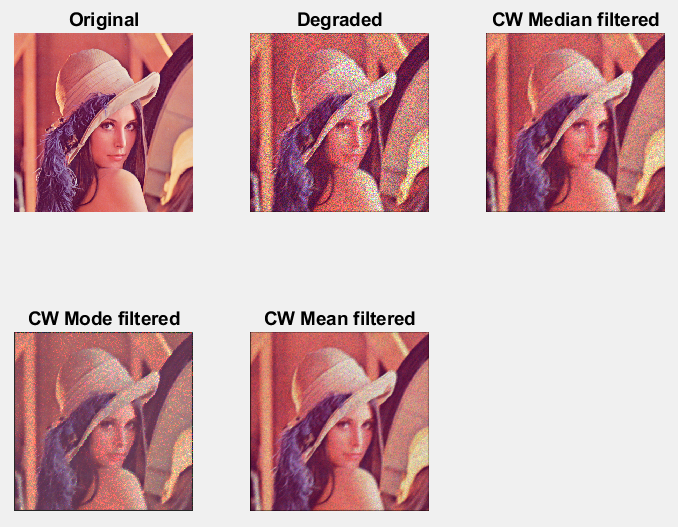 Original
Degraded
CW Median filtered
CW Mode filtered
CW Mean filtered